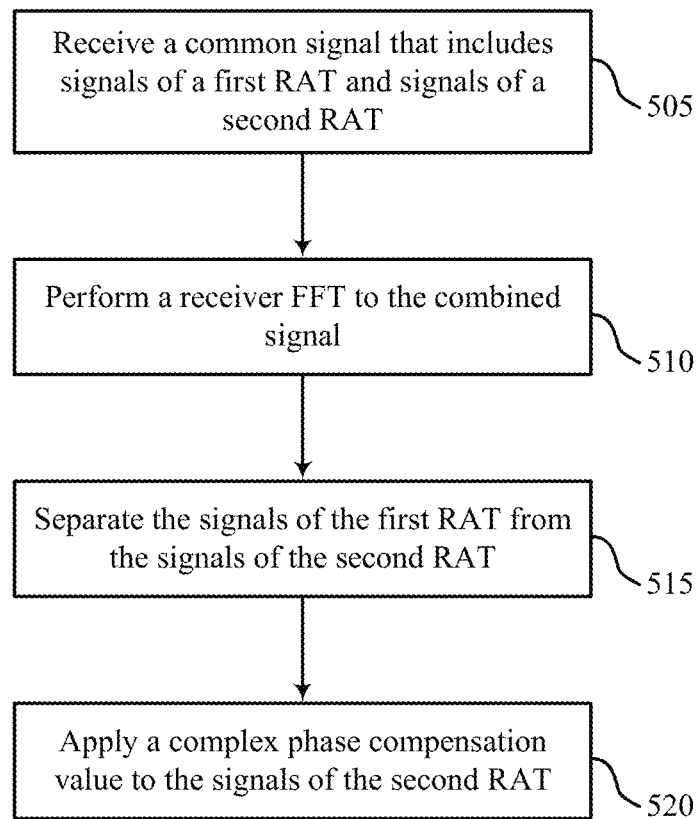 Receive a common signal that includes
signals of a first RAT and signals of a
second RAT
505
Perform a receiver FFT to the combined
signal
510
Separate the signals of the first RAT from
the signals of the second RAT
515
Apply a complex phase compensation
value to the signals of the second RAT
520